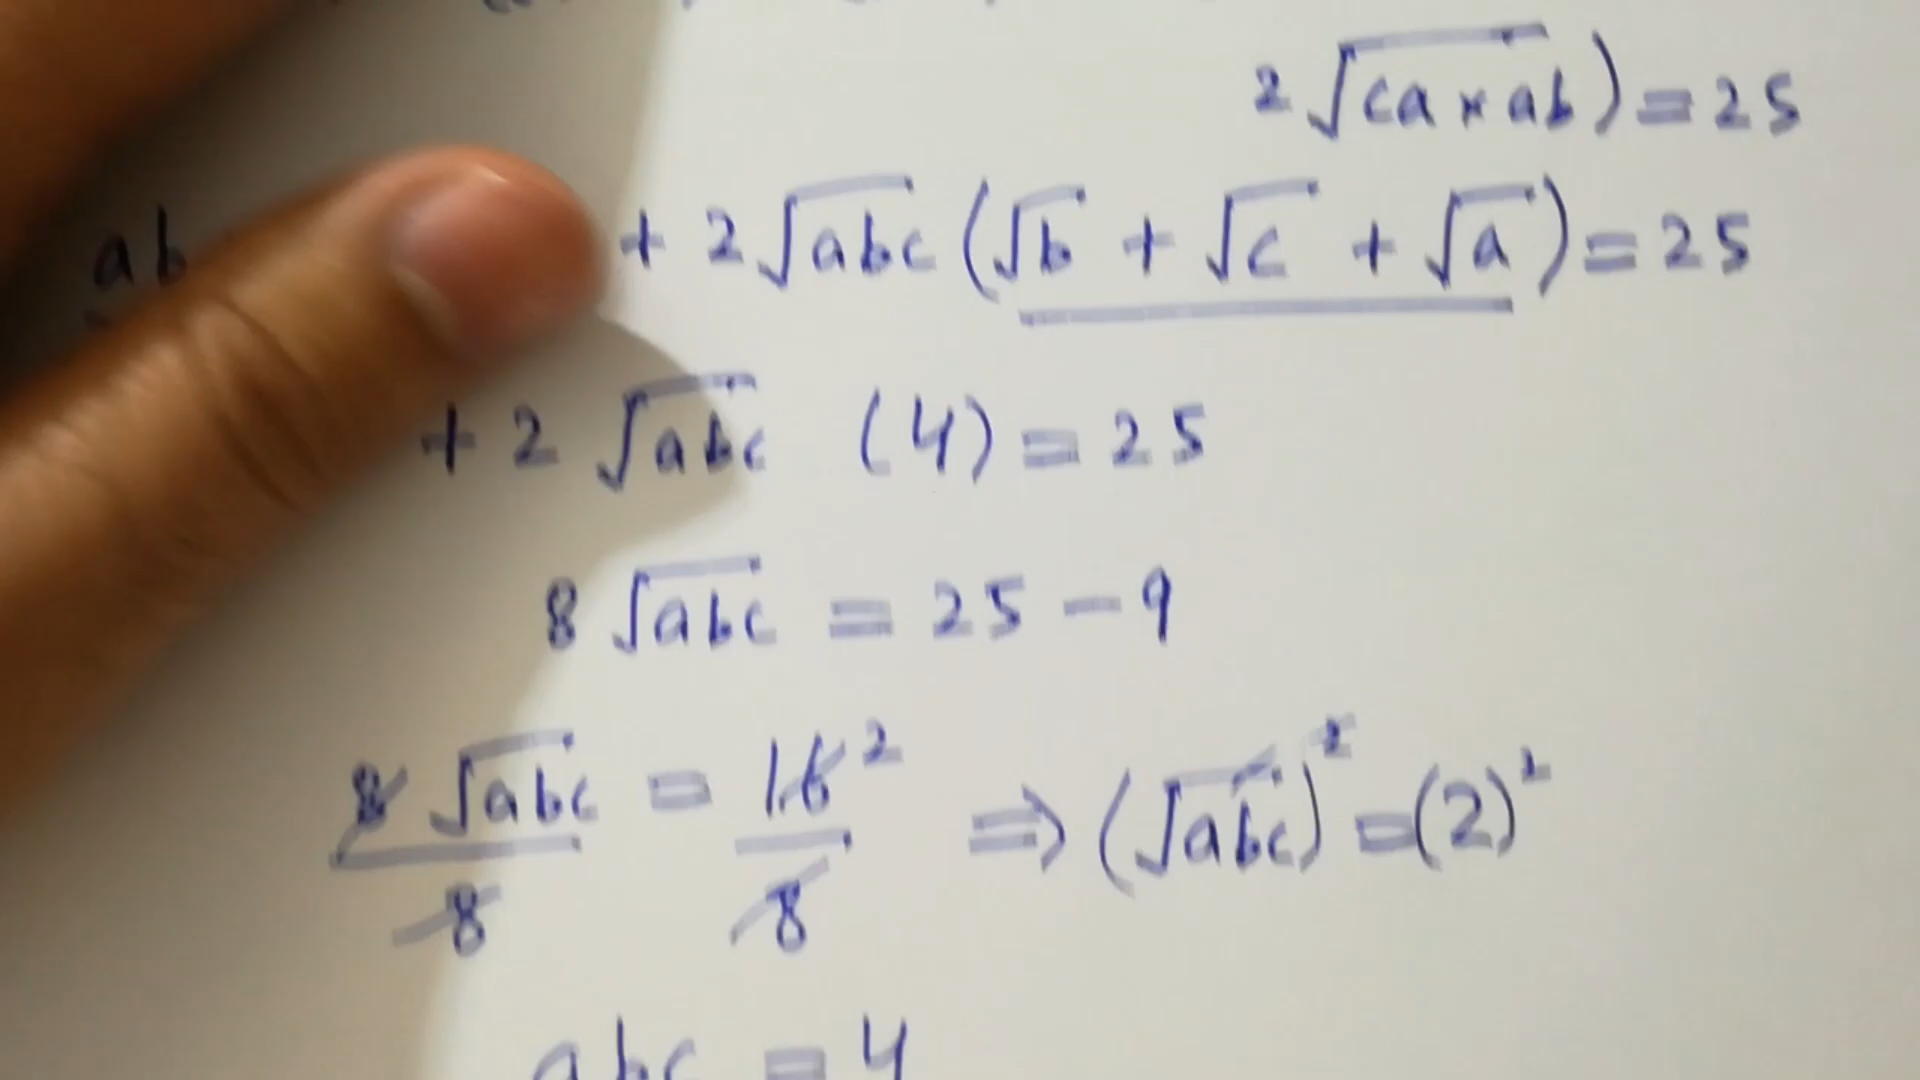 2√(ca×ab)) = 25
ab + 2√abc (√b + √c + √a) = 25
+ 2√abc (4) = 25
8√abc = 25 - 9
8√abc/8 = 16²/8 ⇒ (√abc)² = (2)²
abc = 4